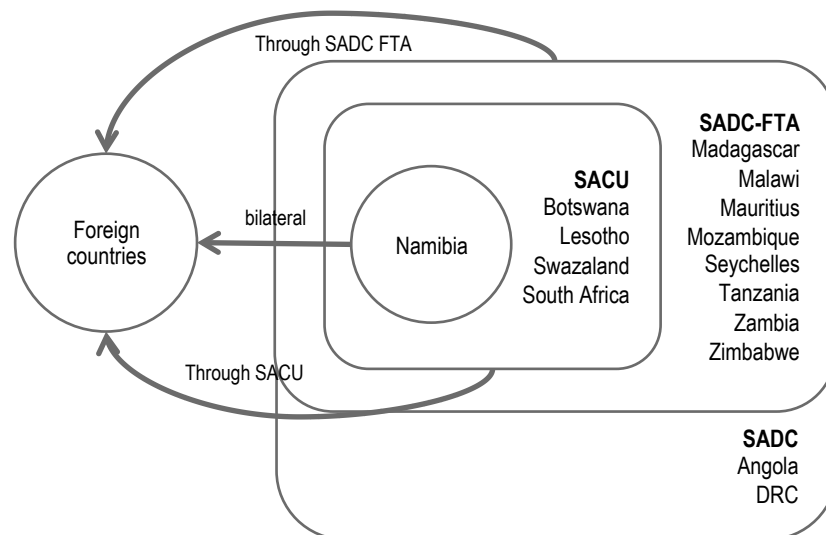 Through SADC FTA
SADC-FTA
Madagascar
Malawi
Mauritius
Mozambique
Seychelles
Tanzania
Zambia
Zimbabwe
SACU
Botswana
Lesotho
Swazaland
South Africa
bilateral
Foreign
countries
Namibia
Through SACU
SADC
Angola
DRC